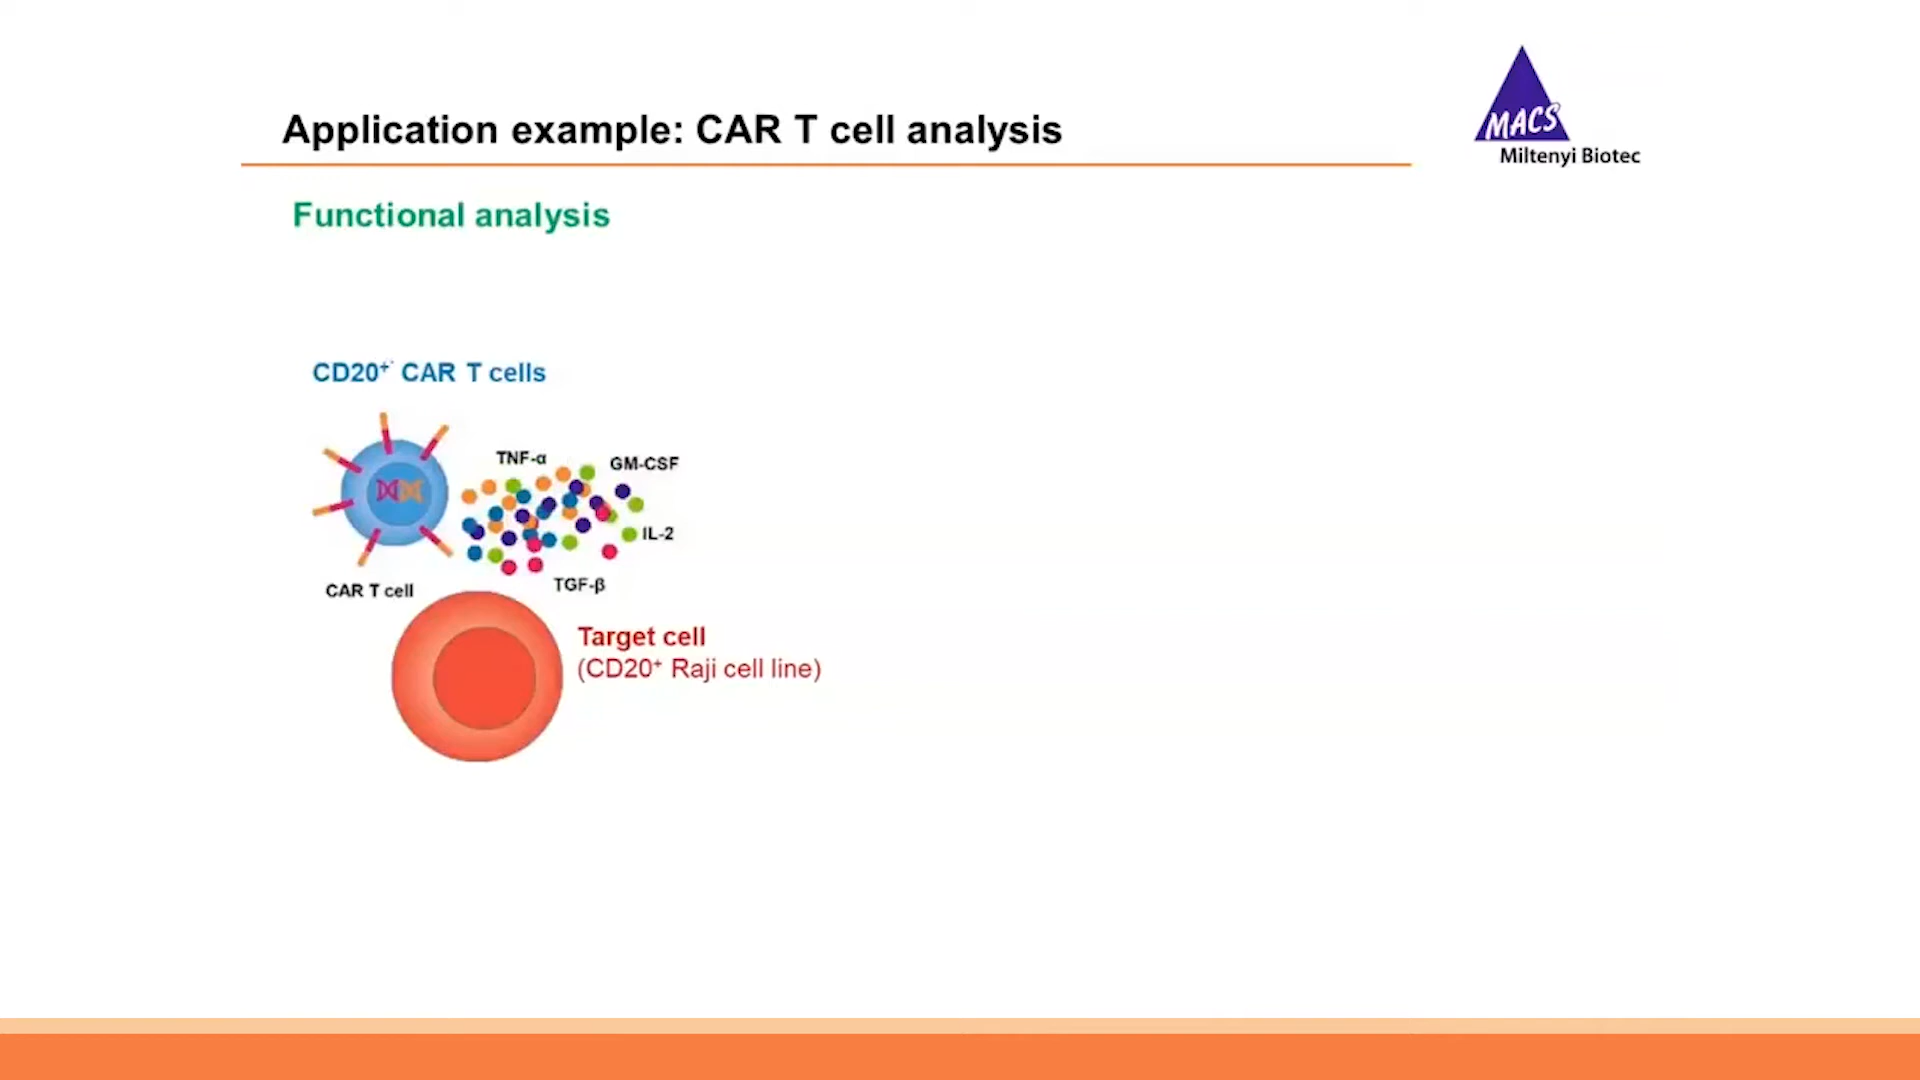 Application example: CAR T cell analysis
MACS
Miltenyi Biotec
Functional analysis
CD20⁺ CAR T cells
TNF-α
GM-CSF
IL-2
TGF-β
CAR T cell
Target cell
(CD20⁺ Raji cell line)